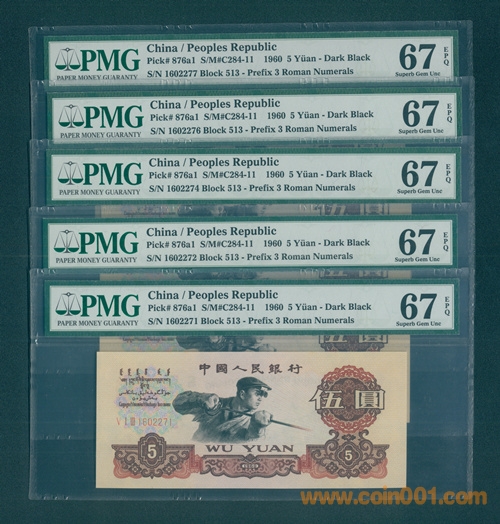 PMG
PAPER MONEY GUARANTY
China / Peoples Republic
Pick# 876a1 S/M#C284-11 1960 5 Yüan - Dark Black
S/N 1602277 Block 513 - Prefix 3 Roman Numerals
67 EPQ
Superb Gem Unc
PMG
PAPER MONEY GUARANTY
China / Peoples Republic
Pick# 876a1 S/M#C284-11 1960 5 Yüan - Dark Black
S/N 1602276 Block 513 - Prefix 3 Roman Numerals
67 EPQ
Superb Gem Unc
PMG
PAPER MONEY GUARANTY
China / Peoples Republic
Pick# 876a1 S/M#C284-11 1960 5 Yüan - Dark Black
S/N 1602274 Block 513 - Prefix 3 Roman Numerals
67 EPQ
Superb Gem Unc
PMG
PAPER MONEY GUARANTY
China / Peoples Republic
Pick# 876a1 S/M#C284-11 1960 5 Yüan - Dark Black
S/N 1602272 Block 513 - Prefix 3 Roman Numerals
67 EPQ
Superb Gem Unc
PMG
PAPER MONEY GUARANTY
China / Peoples Republic
Pick# 876a1 S/M#C284-11 1960 5 Yüan - Dark Black
S/N 1602271 Block 513 - Prefix 3 Roman Numerals
67 EPQ
Superb Gem Unc
中國人民銀行
伍圓
V I III 1602271
WU YUAN
5
5
www.coin001.com